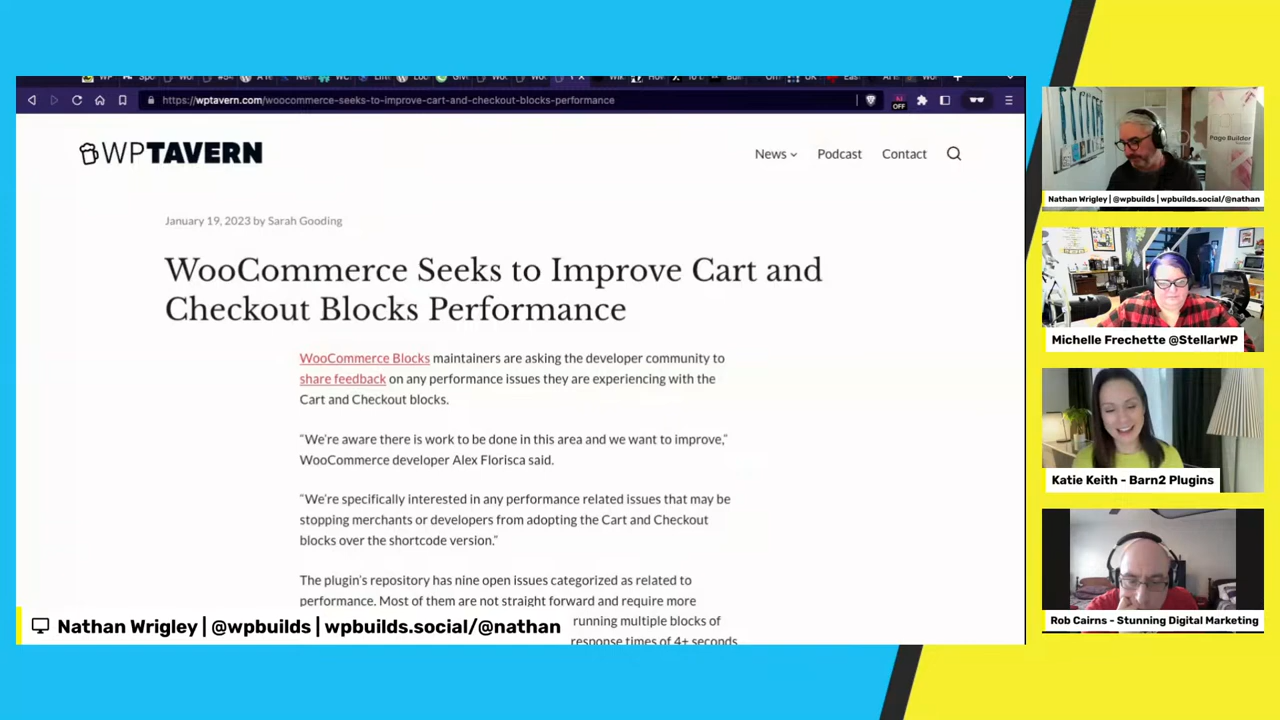 https://wptavern.com/woocommerce-seeks-to-improve-cart-and-checkout-blocks-performance
OFF
WPTAVERN
News
Podcast
Contact
January 19, 2023 by Sarah Gooding
WooCommerce Seeks to Improve Cart and
Checkout Blocks Performance
WooCommerce Blocks maintainers are asking the developer community to
share feedback on any performance issues they are experiencing with the
Cart and Checkout blocks.
“We’re aware there is work to be done in this area and we want to improve,”
WooCommerce developer Alex Florisca said.
“We’re specifically interested in any performance related issues that may be
stopping merchants or developers from adopting the Cart and Checkout
blocks over the shortcode version.”
The plugin’s repository has nine open issues categorized as related to
performance. Most of them are not straight forward and require more
running multiple blocks of
response times of 4+ seconds
Nathan Wrigley | @wpbuilds | wpbuilds.social/@nathan
Page Builder
Nathan Wrigley | @wpbuilds | wpbuilds.social/@nathan
Michelle Frechette @StellarWP
Katie Keith - Barn2 Plugins
Rob Cairns - Stunning Digital Marketing